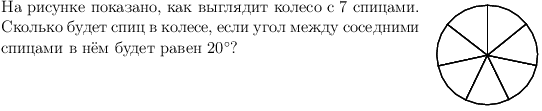 На рисунке показано, как выглядит колесо с 7 спицами.
Сколько будет спиц в колесе, если угол между соседними
спицами в нём будет равен 20°?